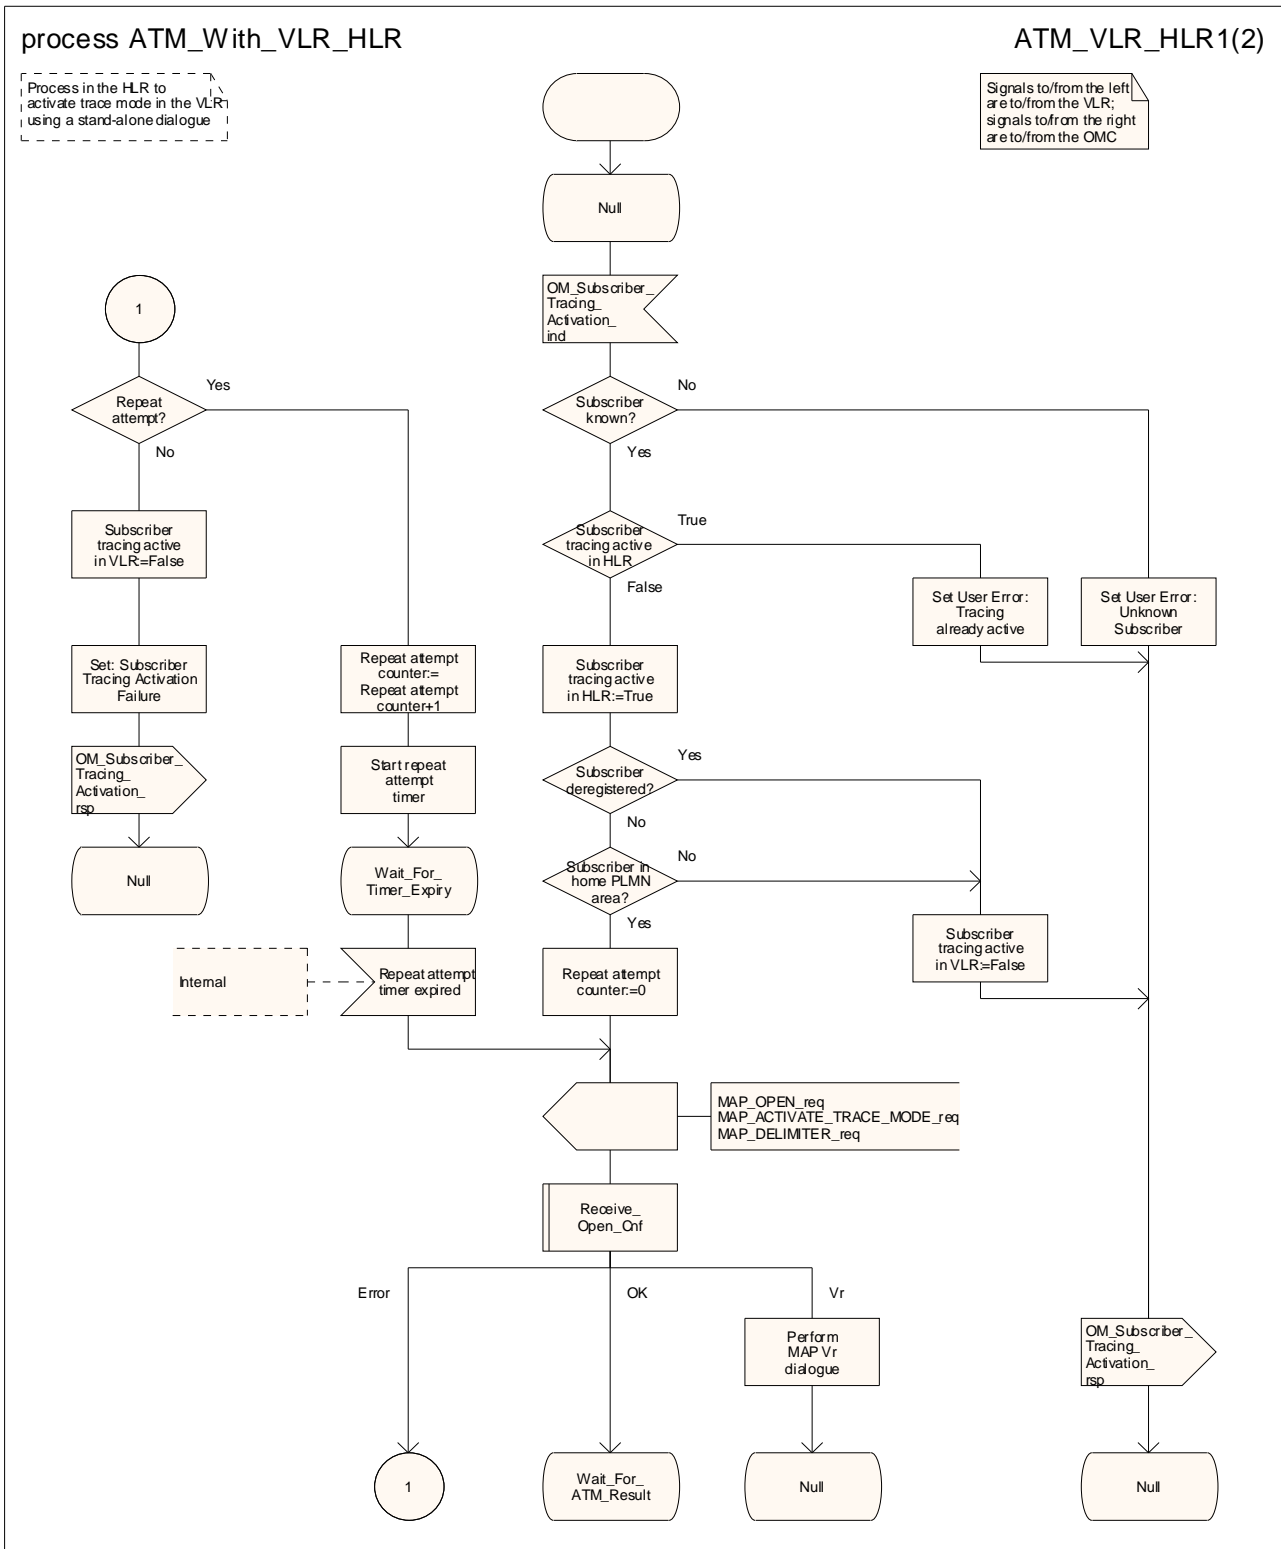 process ATM_With_VLR_HLR
ATM_VLR_HLR1(2)
Process in the HLR to
activate trace mode in the VLR
using a stand-alone dialogue
Signals to/from the left
are to/from the VLR;
signals to/from the right
are to/from the OMC
Null
OM_Subscriber_
Tracing_
Activation_
ind
1
Repeat
attempt?
Yes
No
Subscriber
known?
No
Yes
Subscriber
tracing active
in VLR:=False
Subscriber
tracing active
in HLR
True
False
Set User Error:
Tracing
already active
Set User Error:
Unknown
Subscriber
Set: Subscriber
Tracing Activation
Failure
Repeat attempt
counter:=
Repeat attempt
counter+1
Subscriber
tracing active
in HLR:=True
OM_Subscriber_
Tracing_
Activation_
rsp
Start repeat
attempt
timer
Subscriber
deregistered?
Yes
No
Null
Wait_For_
Timer_Expiry
Subscriber in
home PLMN
area?
No
Yes
Subscriber
tracing active
in VLR:=False
Internal
Repeat attempt
timer expired
Repeat attempt
counter:=0
MAP_OPEN_req
MAP_ACTIVATE_TRACE_MODE_req
MAP_DELIMITER_req
Receive_
Open_Cnf
Error
OK
Vr
Perform
MAP Vr
dialogue
OM_Subscriber_
Tracing_
Activation_
rsp
1
Wait_For_
ATM_Result
Null
Null